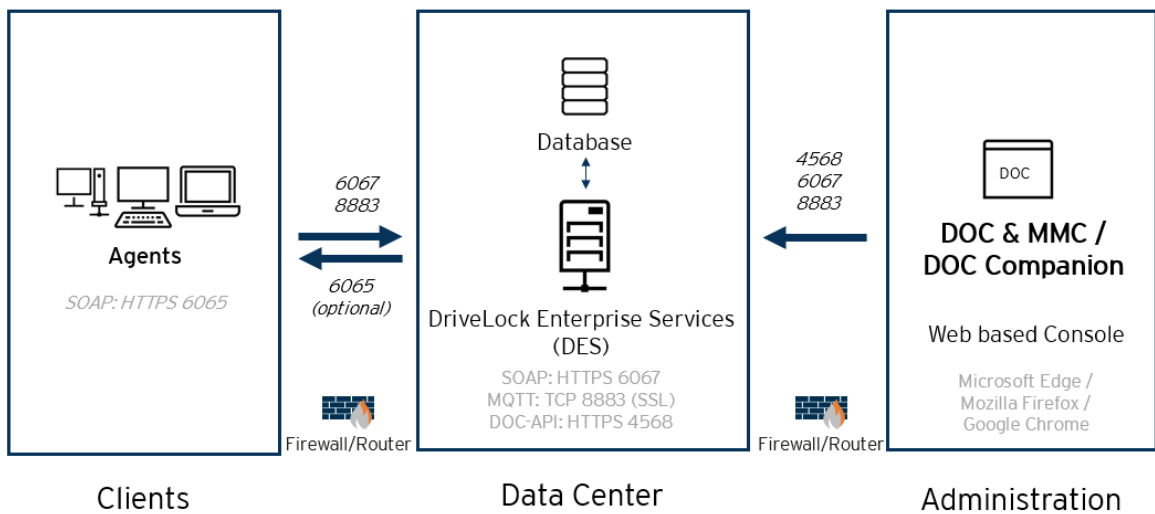 Agents
SOAP: HTTPS 6065
6067
8883
6065
(optional)
Firewall/Router
Database
DriveLock Enterprise Services
(DES)
SOAP: HTTPS 6067
MQTT: TCP 8883 (SSL)
DOC-API: HTTPS 4568
4568
6067
8883
Firewall/Router
DOC
DOC & MMC /
DOC Companion
Web based Console
Microsoft Edge /
Mozilla Firefox /
Google Chrome
Clients
Data Center
Administration